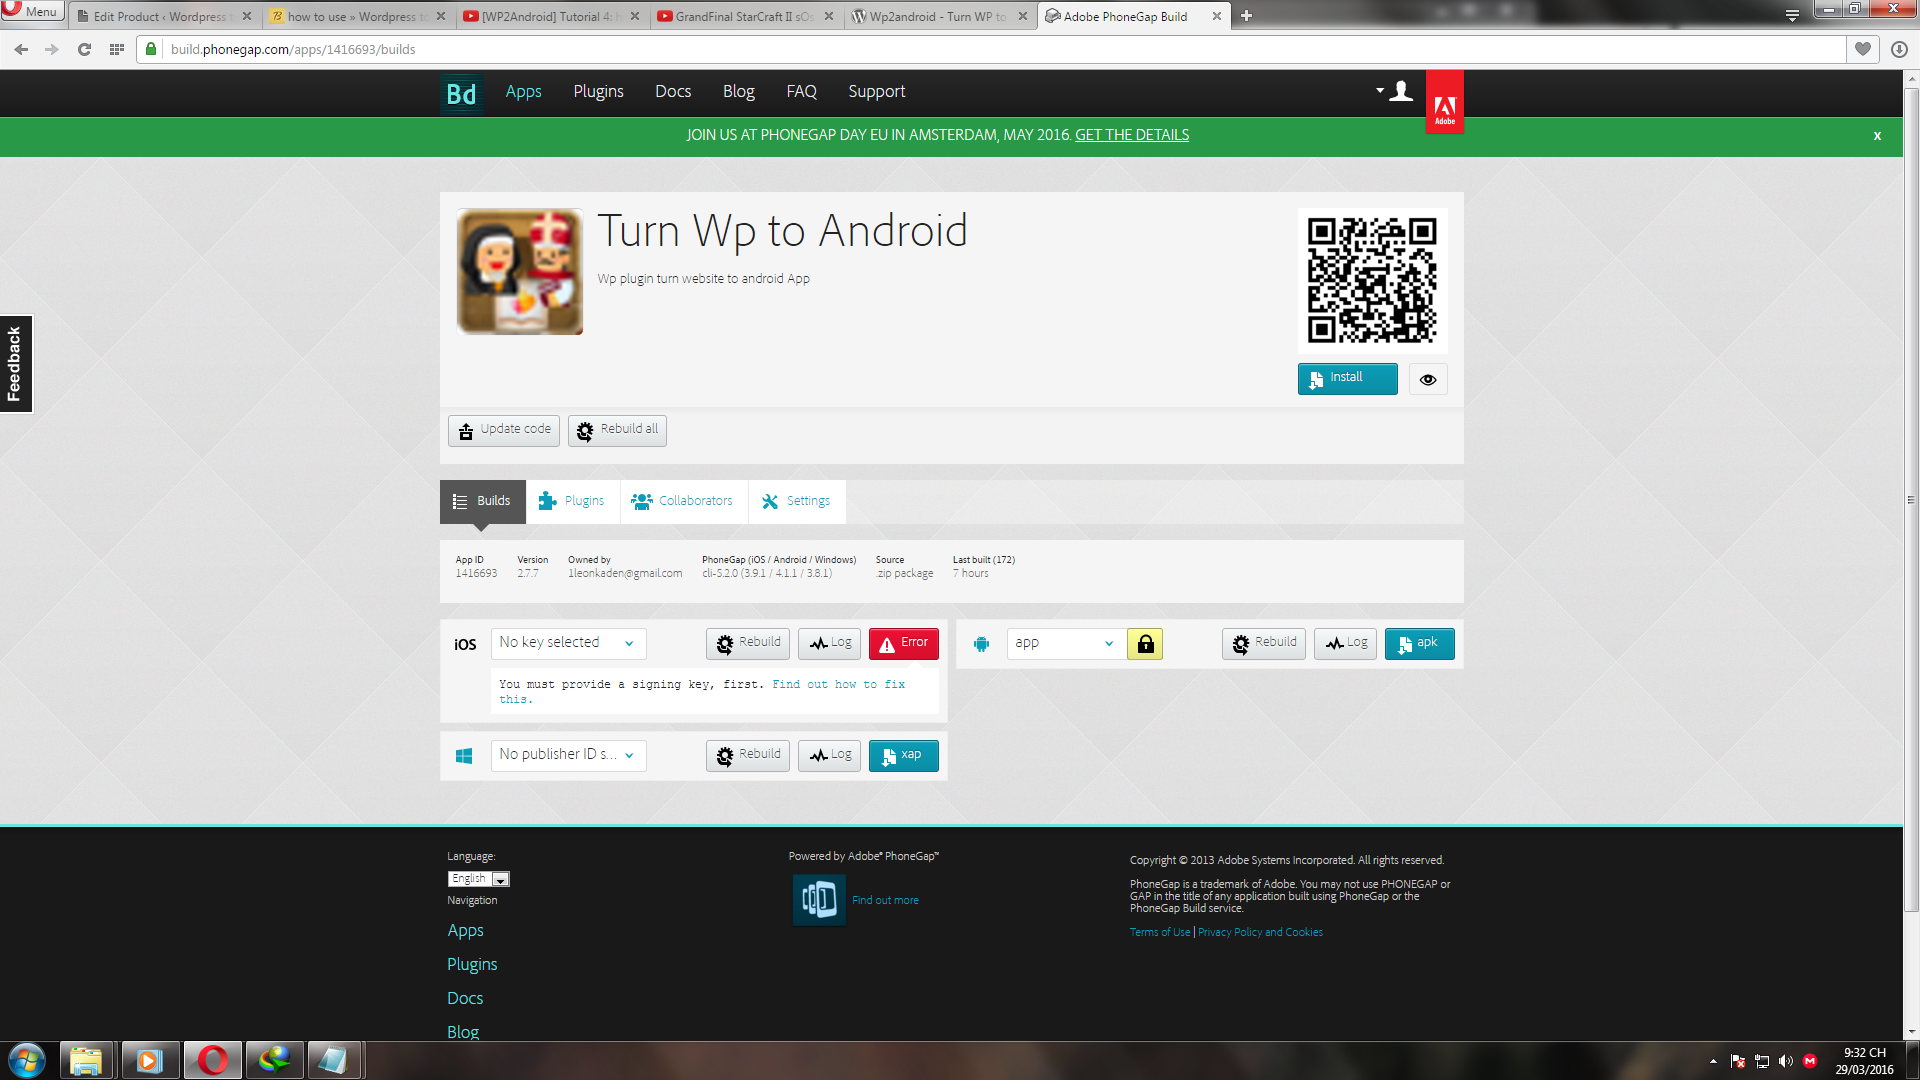 Menu
Edit Product ‹ Wordpress t
how to use » Wordpress to
[WP2Android] Tutorial 4: h
GrandFinal StarCraft II sOs
Wp2android - Turn WP to
Adobe PhoneGap Build
build.phonegap.com/apps/1416693/builds
Bd
Apps
Plugins
Docs
Blog
FAQ
Support
Adobe
JOIN US AT PHONEGAP DAY EU IN AMSTERDAM, MAY 2016. GET THE DETAILS
x
Feedback
Turn Wp to Android
Wp plugin turn website to android App
Install
Update code
Rebuild all
Builds
Plugins
Collaborators
Settings
App ID
1416693
Version
2.7.7
Owned by
1leonkaden@gmail.com
PhoneGap (iOS / Android / Windows)
cli-5.2.0 (3.9.1 / 4.1.1 / 3.8.1)
Source
.zip package
Last built (172)
7 hours
iOS
No key selected
Rebuild
Log
Error
You must provide a signing key, first. Find out how to fix
this.
app
Rebuild
Log
apk
No publisher ID s...
Rebuild
Log
xap
Language:
English
Navigation
Apps
Plugins
Docs
Blog
Powered by Adobe® PhoneGap™
Find out more
Copyright © 2013 Adobe Systems Incorporated. All rights reserved.
PhoneGap is a trademark of Adobe. You may not use PHONEGAP or
GAP in the title of any application built using PhoneGap or the
PhoneGap Build service.
Terms of Use | Privacy Policy and Cookies
9:32 CH
29/03/2016